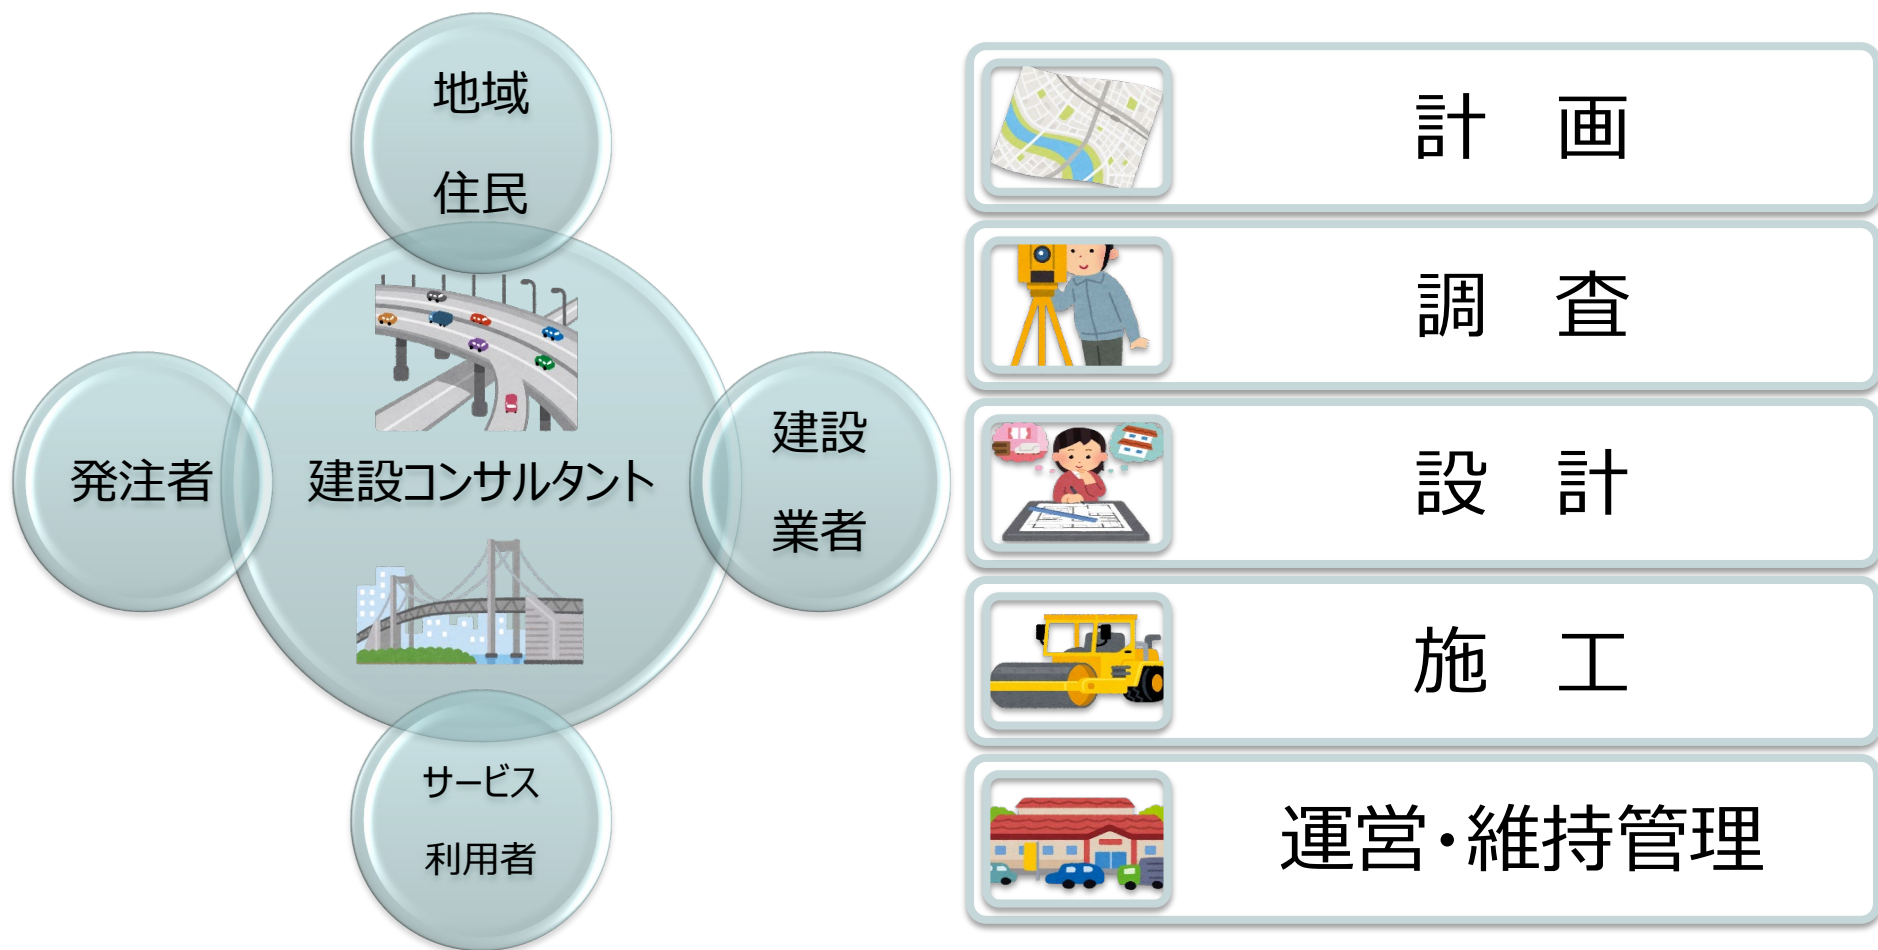 地域
住民
発注者
建設コンサルタント
建設
業者
サービス
利用者
計　画
調　査
設　計
施　工
運営・維持管理